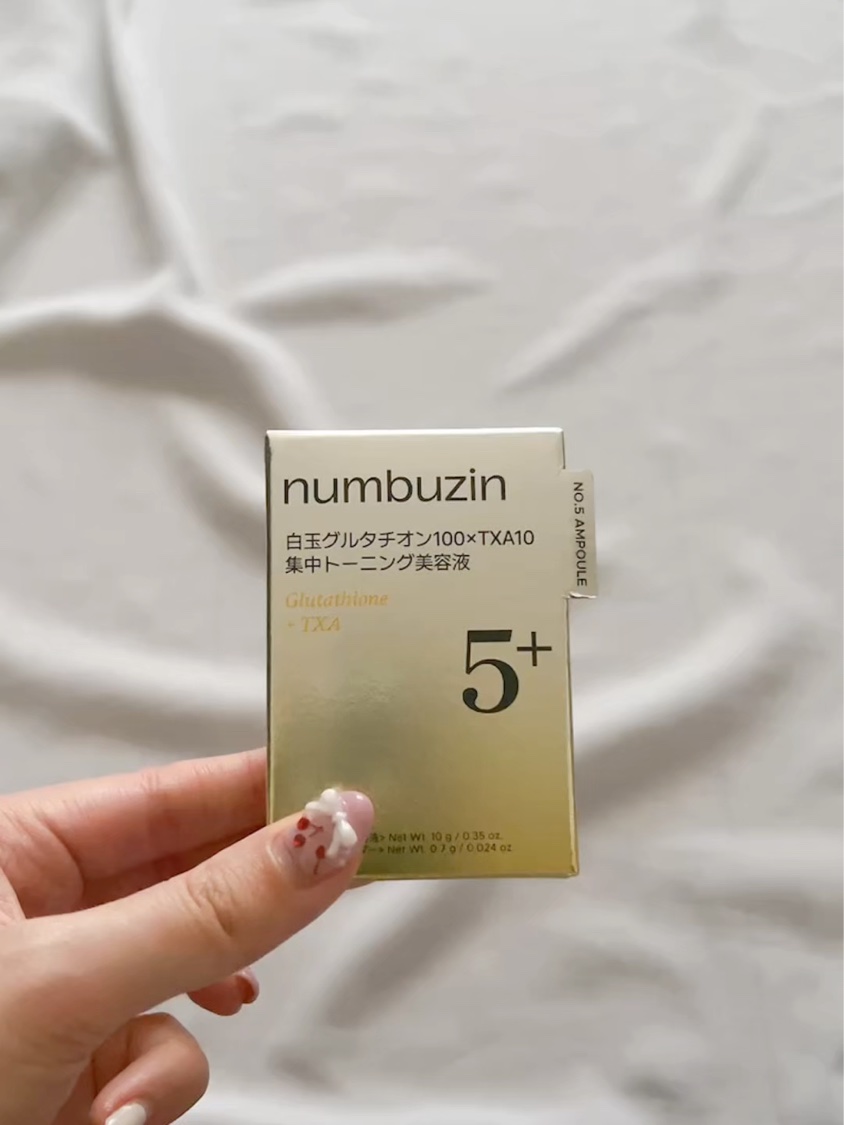 numbuzin
白玉グルタチオン100×TXA10
集中トーニング美容液
Glutathione
+ TXA
5+
NO.5 AMPOULE
液> Net Wt. 10 g / 0.35 oz.
ー> Net Wt. 0.7 g / 0.024 oz.